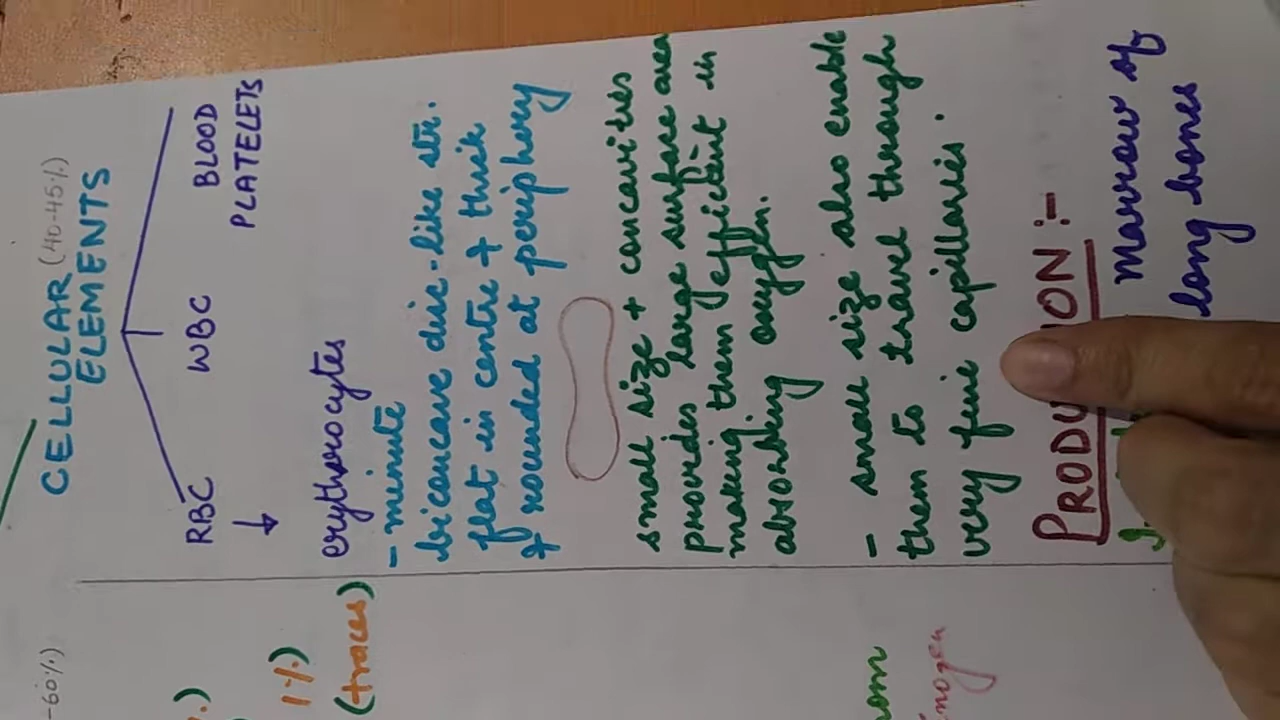 CELLULAR (40-45%)
ELEMENTS
RBC WBC BLOOD
PLATELETS
↓
erythrocytes
- minute
biconcave disc-like str.
flat in centre & thick
& rounded at periphery
small size + concavities
provides large surface area
making them efficient in
absorbing oxygen.
- small size also enable
them to travel through
very fine capillaries.
PRODU ION :-
Marrow of
long bones
-60%)
1%)
(traces)